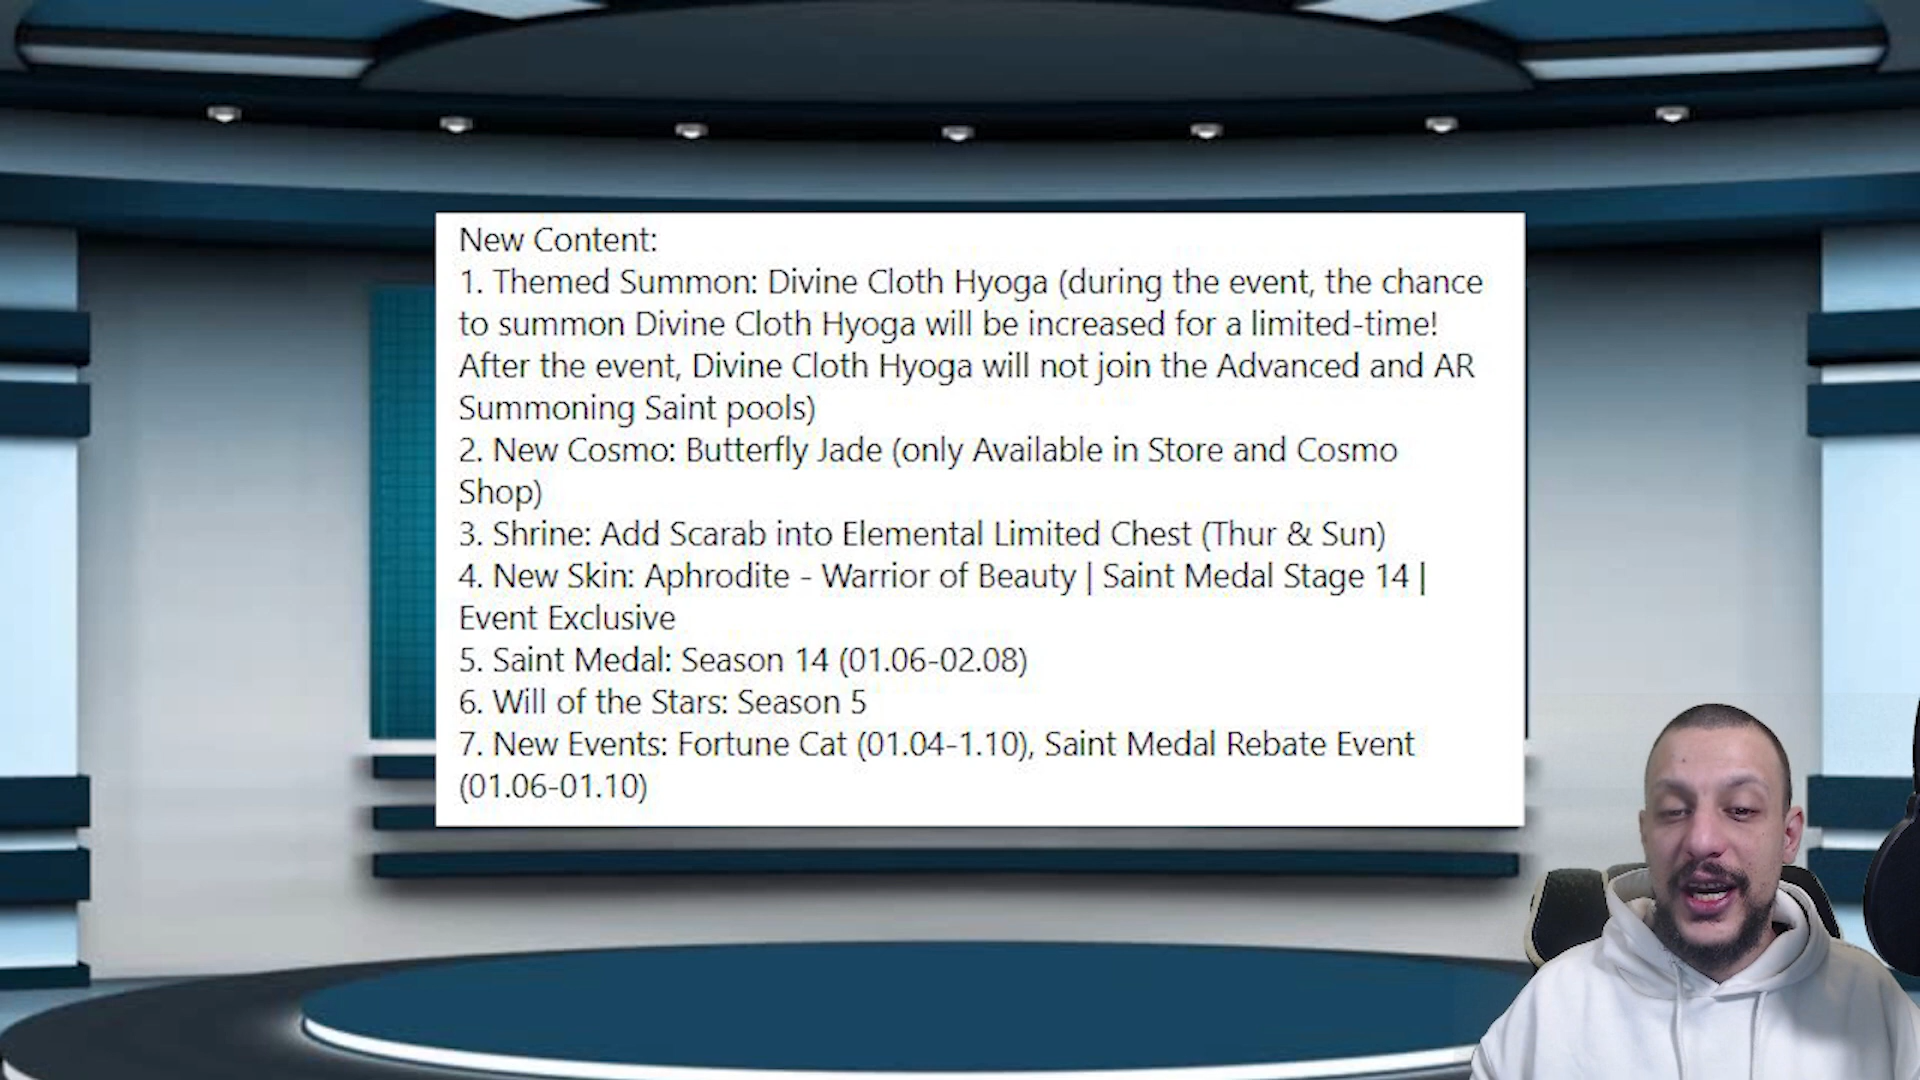 New Content:
1. Themed Summon: Divine Cloth Hyoga (during the event, the chance
to summon Divine Cloth Hyoga will be increased for a limited-time!
After the event, Divine Cloth Hyoga will not join the Advanced and AR
Summoning Saint pools)
2. New Cosmo: Butterfly Jade (only Available in Store and Cosmo
Shop)
3. Shrine: Add Scarab into Elemental Limited Chest (Thur & Sun)
4. New Skin: Aphrodite - Warrior of Beauty | Saint Medal Stage 14 |
Event Exclusive
5. Saint Medal: Season 14 (01.06-02.08)
6. Will of the Stars: Season 5
7. New Events: Fortune Cat (01.04-1.10), Saint Medal Rebate Event
(01.06-01.10)